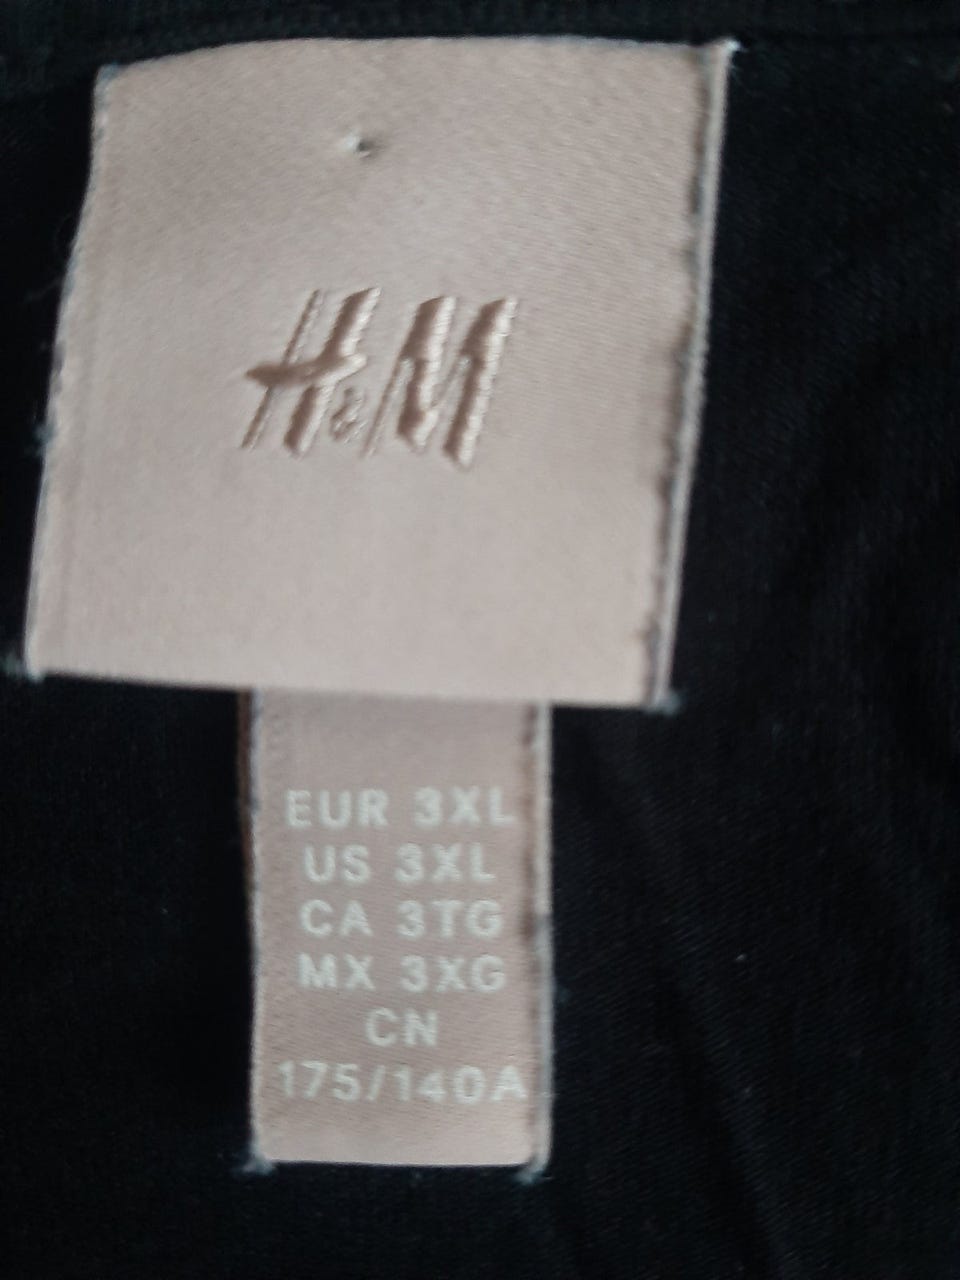 H&M
EUR 3XL
US 3XL
CA 3TG
MX 3XG
CN
175/140A